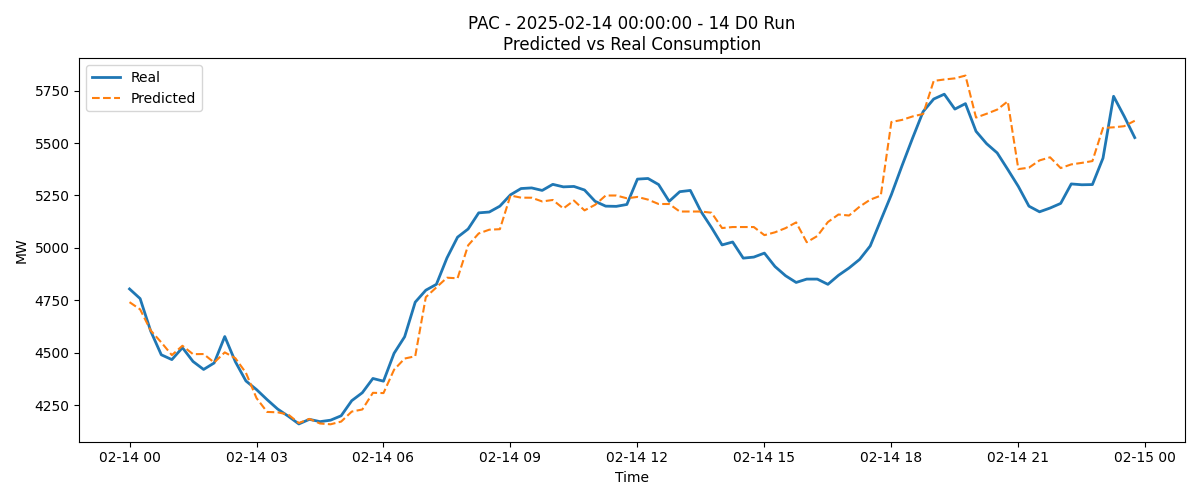 PAC - 2025-02-14 00:00:00 - 14 D0 Run
Predicted vs Real Consumption
Real
Predicted
MW
5750
5500
5250
5000
4750
4500
4250
02-14 00
02-14 03
02-14 06
02-14 09
02-14 12
02-14 15
02-14 18
02-14 21
02-15 00
Time